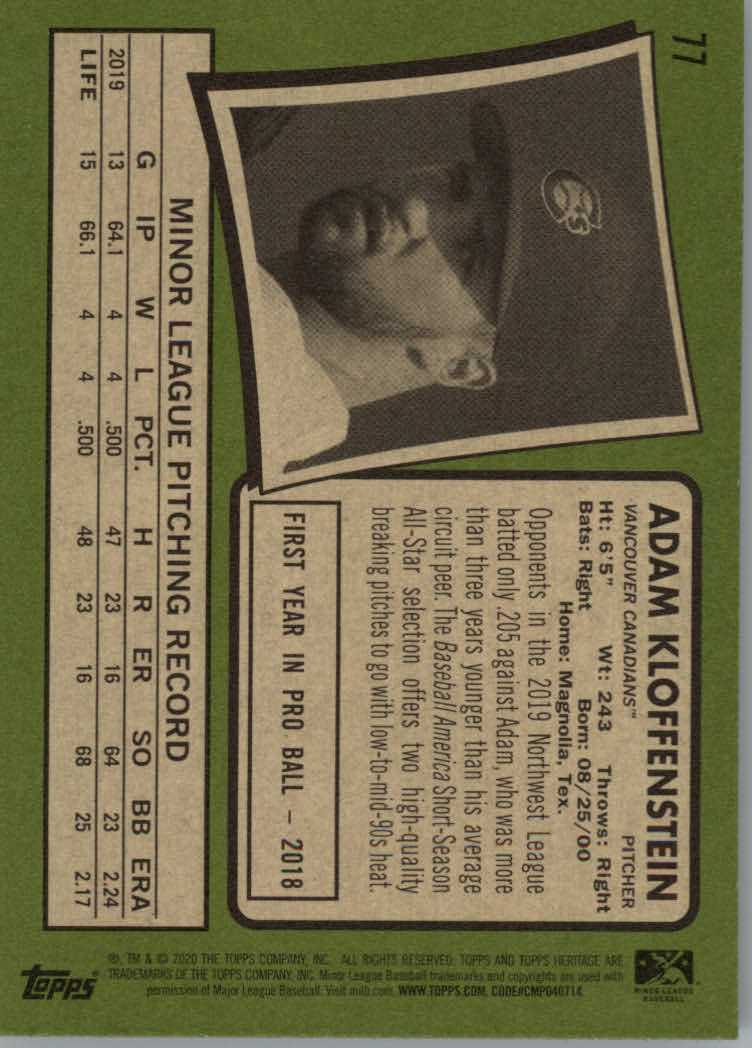 77
ADAM KLOFFENSTEIN
VANCOUVER CANADIANS™ PITCHER
Ht: 6'5" Wt: 243 Throws: Right
Bats: Right Born: 08/25/00
Home: Magnolia, Tex.
Opponents in the 2019 Northwest League
batted only .205 against Adam, who was more
than three years younger than his average
circuit peer. The Baseball America Short-Season
All-Star selection offers two high-quality
breaking pitches to go with low-to-mid-90s heat.
FIRST YEAR IN PRO BALL – 2018
MINOR LEAGUE PITCHING RECORD
G IP W L PCT. H R ER SO BB ERA
2019 13 64.1 4 4 .500 47 23 16 64 23 2.24
LIFE 15 66.1 4 4 .500 48 23 16 68 25 2.17
MINOR LEAGUE
BASEBALL
®, TM & © 2020 THE TOPPS COMPANY, INC. ALL RIGHTS RESERVED. TOPPS AND TOPPS HERITAGE ARE
TRADEMARKS OF THE TOPPS COMPANY, INC. Minor League Baseball trademarks and copyrights are used with
permission of Major League Baseball. Visit milb.com. WWW.TOPPS.COM. CODE#CMP040714
topps®